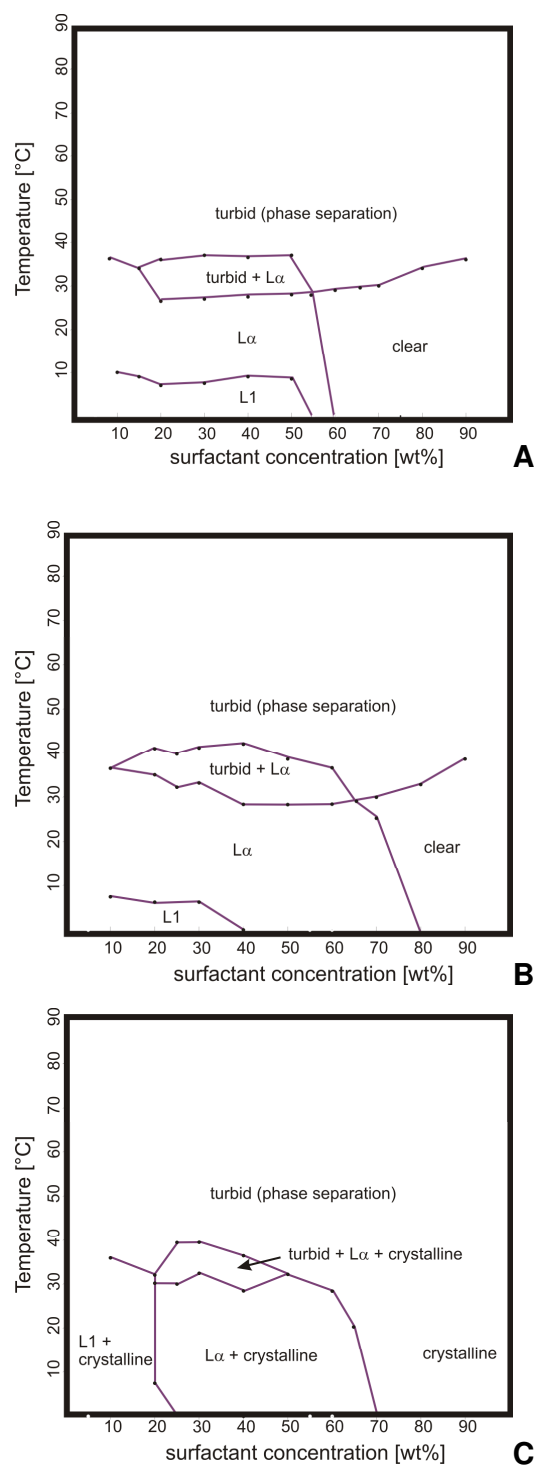 90
80
70
60
50
40
30
20
10
Temperature [°C]
turbid (phase separation)
turbid + Lα
Lα
clear
L1
10 20 30 40 50 60 70 80 90
surfactant concentration [wt%]
A
90
80
70
60
50
40
30
20
10
Temperature [°C]
turbid (phase separation)
turbid + Lα
Lα
clear
L1
10 20 30 40 50 60 70 80 90
surfactant concentration [wt%]
B
90
80
70
60
50
40
30
20
10
Temperature [°C]
turbid (phase separation)
turbid + Lα + crystalline
L1 +
crystalline
Lα + crystalline
crystalline
10 20 30 40 50 60 70 80 90
surfactant concentration [wt%]
C